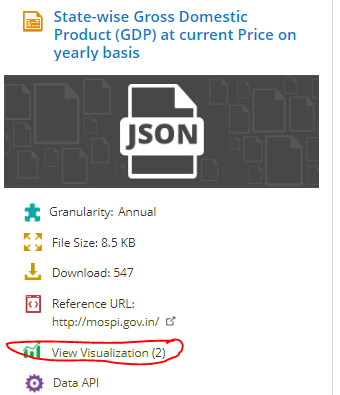 State-wise Gross Domestic
Product (GDP) at current Price on
yearly basis
JSON
Granularity: Annual
File Size: 8.5 KB
Download: 547
Reference URL:
http://mospi.gov.in/
View Visualization (2)
Data API